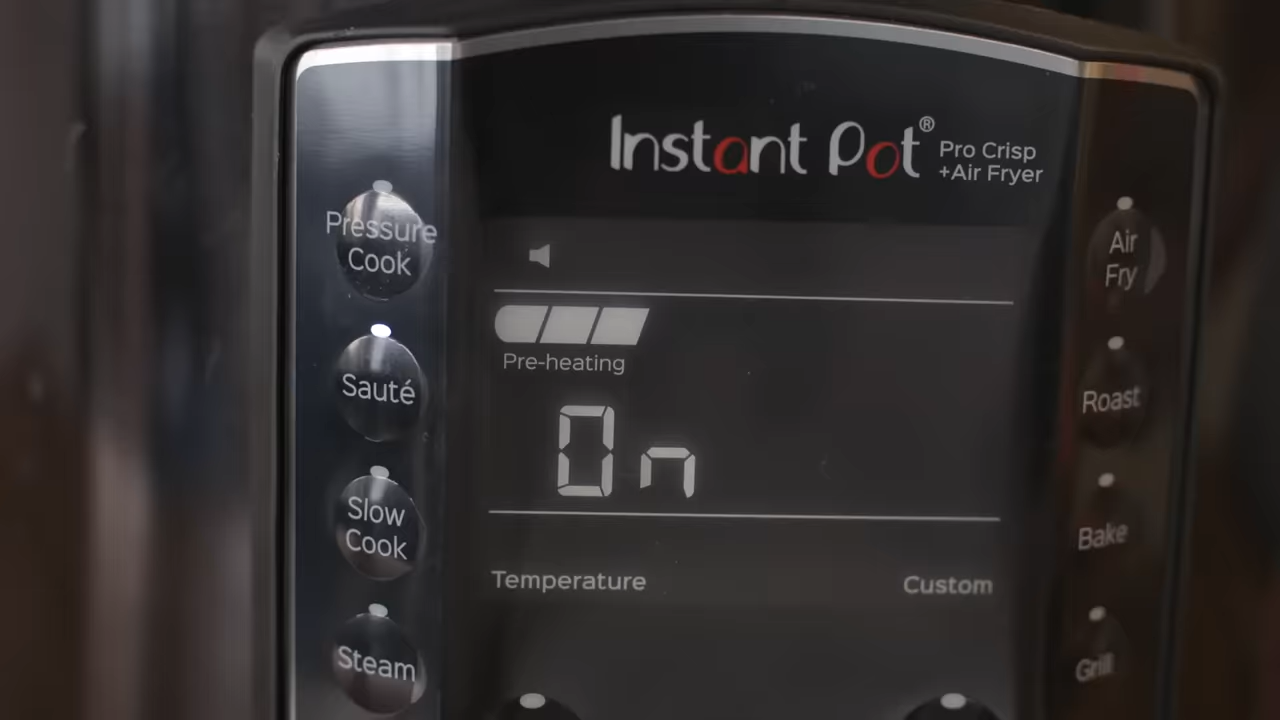 Instant Pot® Pro Crisp
+Air Fryer
Pressure
Cook
Sauté
Slow
Cook
Steam
Pre-heating
On
Temperature
Custom
Air
Fry
Roast
Bake
Grill